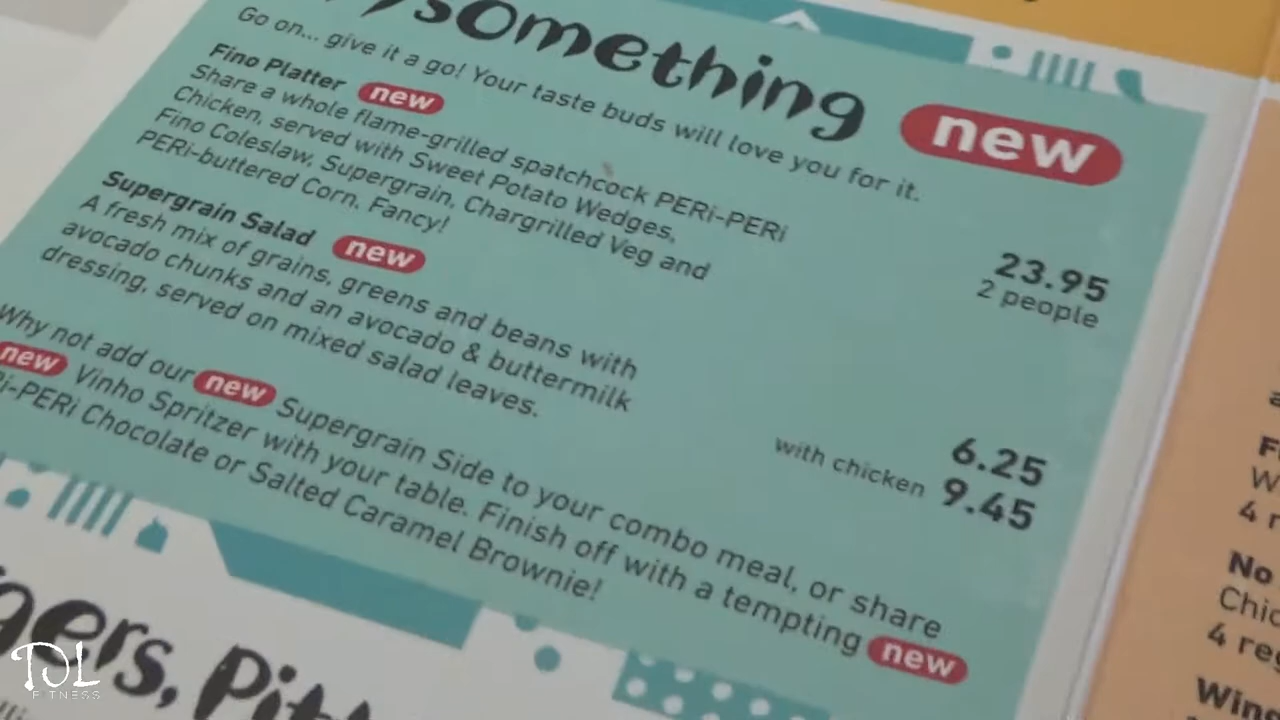 something new
Go on... give it a go! Your taste buds will love you for it.
Fino Platter new
Share a whole flame-grilled spatchcock PERi-PERi
Chicken, served with Sweet Potato Wedges,
Fino Coleslaw, Supergrain, Chargrilled Veg and
PERi-buttered Corn. Fancy!
23.95
2 people
Supergrain Salad new
A fresh mix of grains, greens and beans with
avocado chunks and an avocado & buttermilk
dressing, served on mixed salad leaves.
6.25
with chicken 9.45
Why not add our new Supergrain Side to your combo meal, or share
new Vinho Spritzer with your table. Finish off with a tempting new
PERi Chocolate or Salted Caramel Brownie!
4
No
4
Wing
TJL
FITNESS